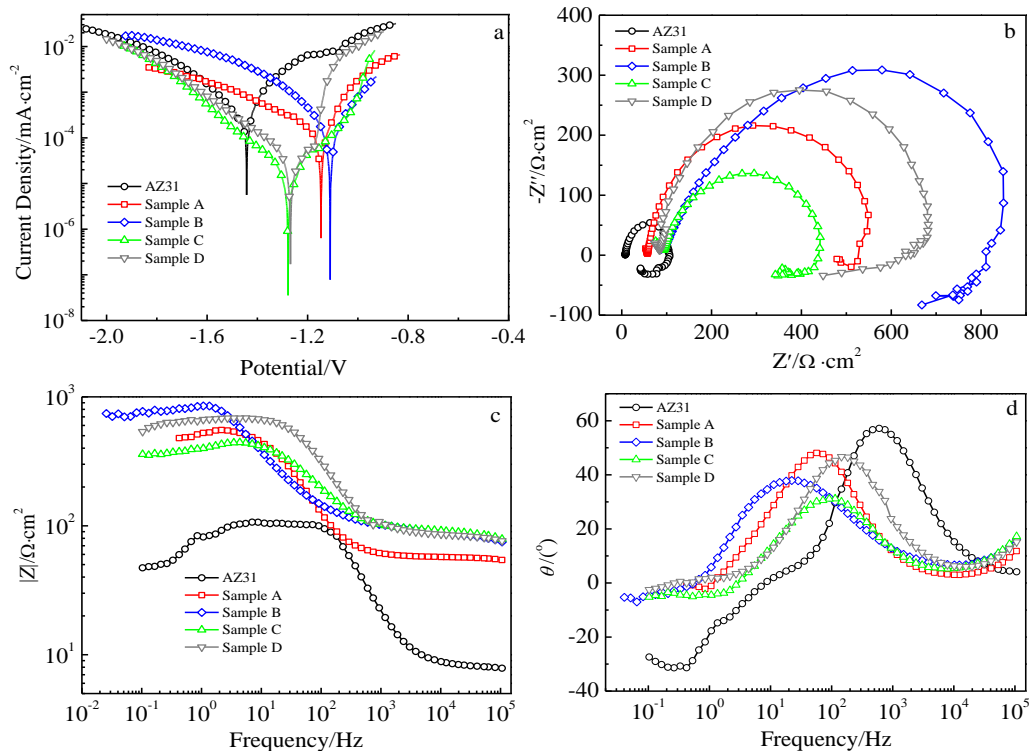 a
Current Density/mA·cm⁻²
10⁻²
10⁻⁴
10⁻⁶
10⁻⁸
AZ31
Sample A
Sample B
Sample C
Sample D
-2.0 -1.6 -1.2 -0.8 -0.4
Potential/V
b
-Z″/Ω·cm²
400
300
200
100
0
-100
AZ31
Sample A
Sample B
Sample C
Sample D
0 200 400 600 800 1000
Z′/Ω·cm²
c
|Z|/Ω·cm²
10³
10²
10¹
AZ31
Sample A
Sample B
Sample C
Sample D
10⁻² 10⁻¹ 10⁰ 10¹ 10² 10³ 10⁴ 10⁵
Frequency/Hz
d
θ/(°)
60
40
20
0
-20
-40
AZ31
Sample A
Sample B
Sample C
Sample D
10⁻¹ 10⁰ 10¹ 10² 10³ 10⁴ 10⁵
Frequency/Hz